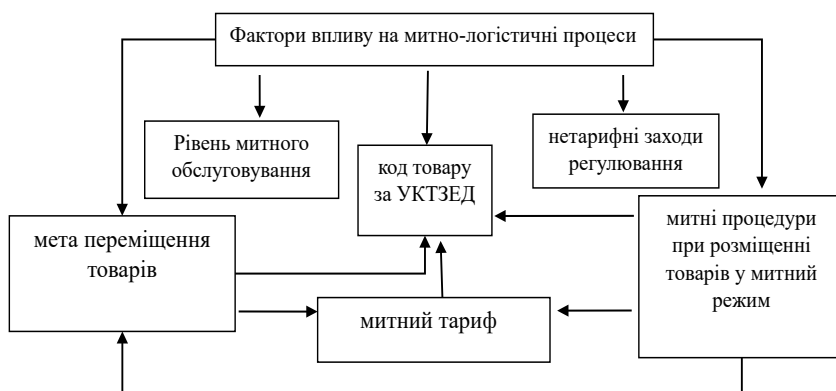 Фактори впливу на митно-логістичні процеси
Рівень митного
обслуговування
код товару
за УКТЗЕД
нетарифні заходи
регулювання
мета переміщення
товарів
митні процедури
при розміщенні
товарів у митний
режим
митний тариф